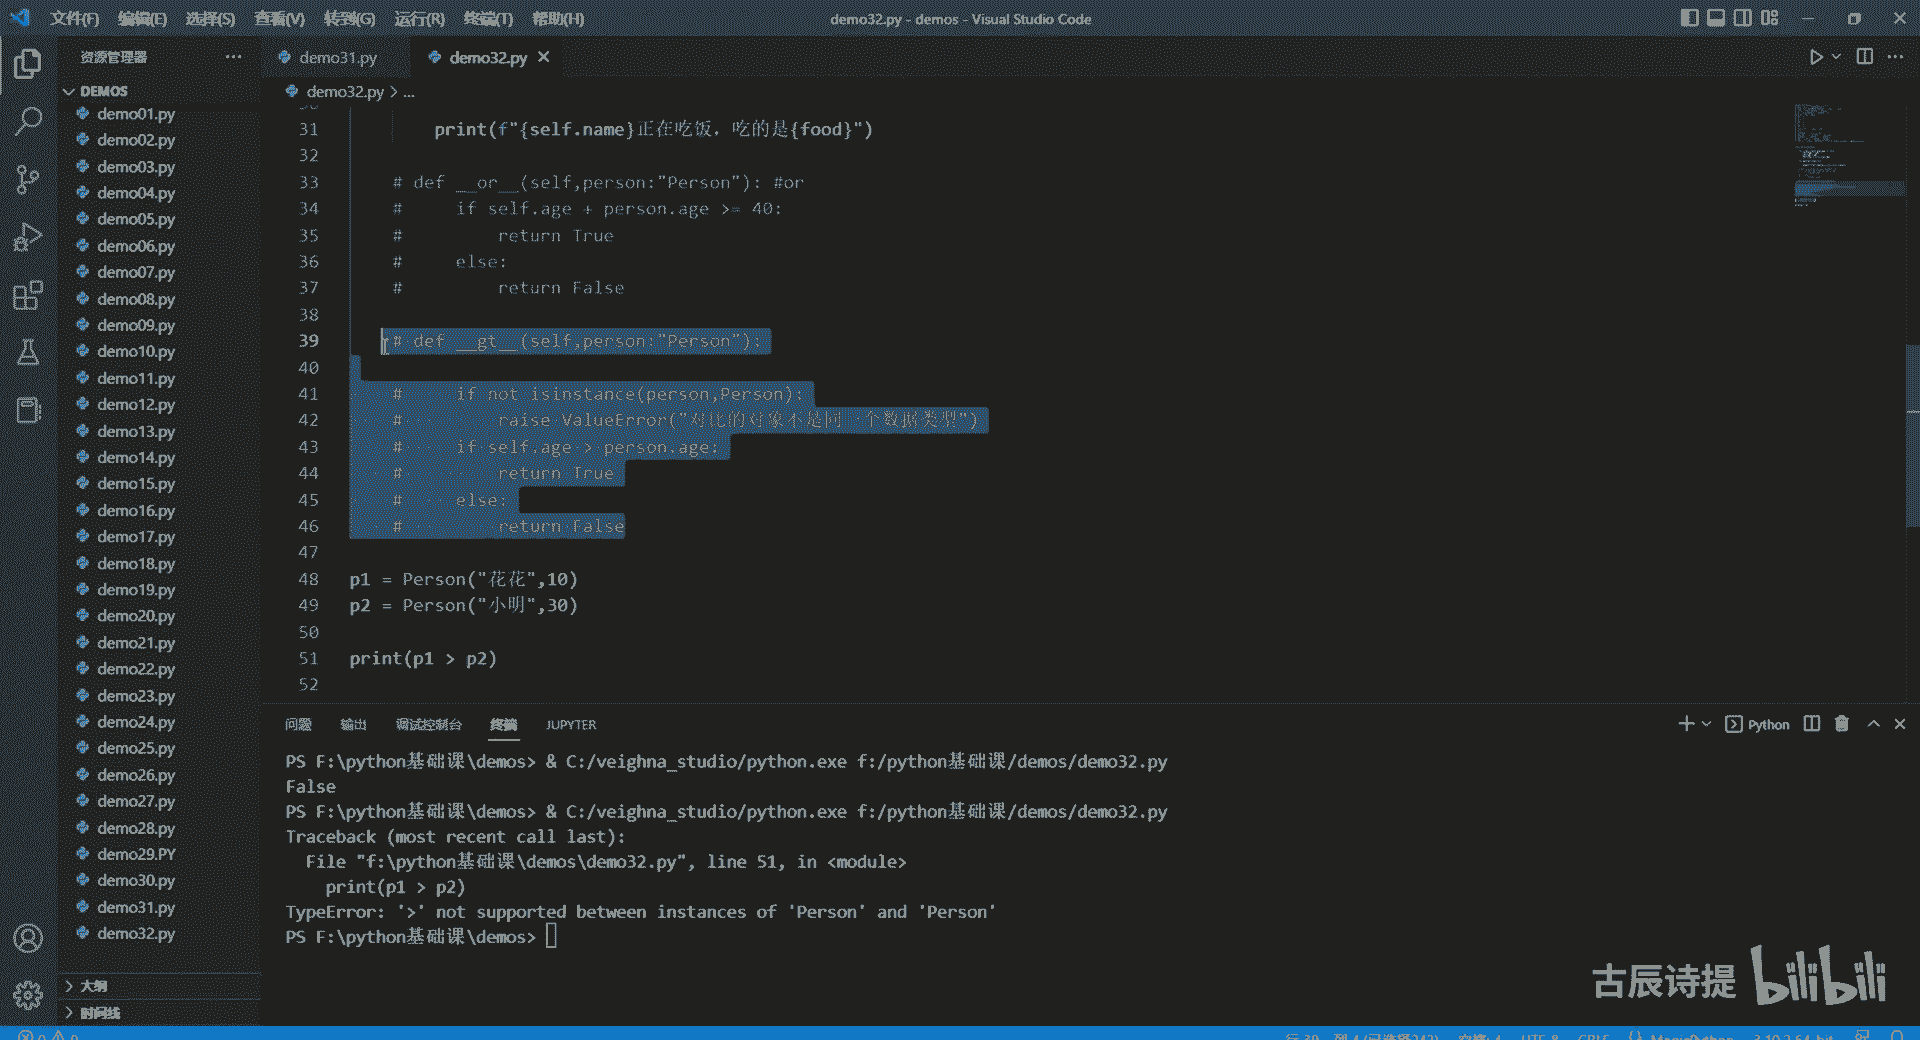 文件(F) 编辑(E) 选择(S) 查看(V) 转到(G) 运行(R) 终端(T) 帮助(H)
demo32.py - demos - Visual Studio Code
资源管理器
DEMOS
demo01.py
demo02.py
demo03.py
demo04.py
demo05.py
demo06.py
demo07.py
demo08.py
demo09.py
demo10.py
demo11.py
demo12.py
demo13.py
demo14.py
demo15.py
demo16.py
demo17.py
demo18.py
demo19.py
demo20.py
demo21.py
demo22.py
demo23.py
demo24.py
demo25.py
demo26.py
demo27.py
demo28.py
demo29.PY
demo30.py
demo31.py
demo32.py
大纲
时间线
demo31.py
demo32.py
demo32.py > ...
31 print(f"{self.name}正在吃饭，吃的是{food}")
32
33 # def __or__(self,person:"Person"): #or
34 # if self.age + person.age >= 40:
35 # return True
36 # else:
37 # return False
38
39 # def __gt__(self,person:"Person"):
40
41 # if not isinstance(person,Person):
42 # raise ValueError("对比的对象不是同一个数据类型")
43 # if self.age > person.age:
44 # return True
45 # else:
46 # return False
47
48 p1 = Person("花花",10)
49 p2 = Person("小明",30)
50
51 print(p1 > p2)
52
问题 输出 调试控制台 终端 JUPYTER
Python
PS F:\python基础课\demos> & C:/veighna_studio/python.exe f:/python基础课/demos/demo32.py
False
PS F:\python基础课\demos> & C:/veighna_studio/python.exe f:/python基础课/demos/demo32.py
Traceback (most recent call last):
File "f:\python基础课\demos\demo32.py", line 51, in <module>
print(p1 > p2)
TypeError: '>' not supported between instances of 'Person' and 'Person'
PS F:\python基础课\demos>
古辰诗提 bilibili